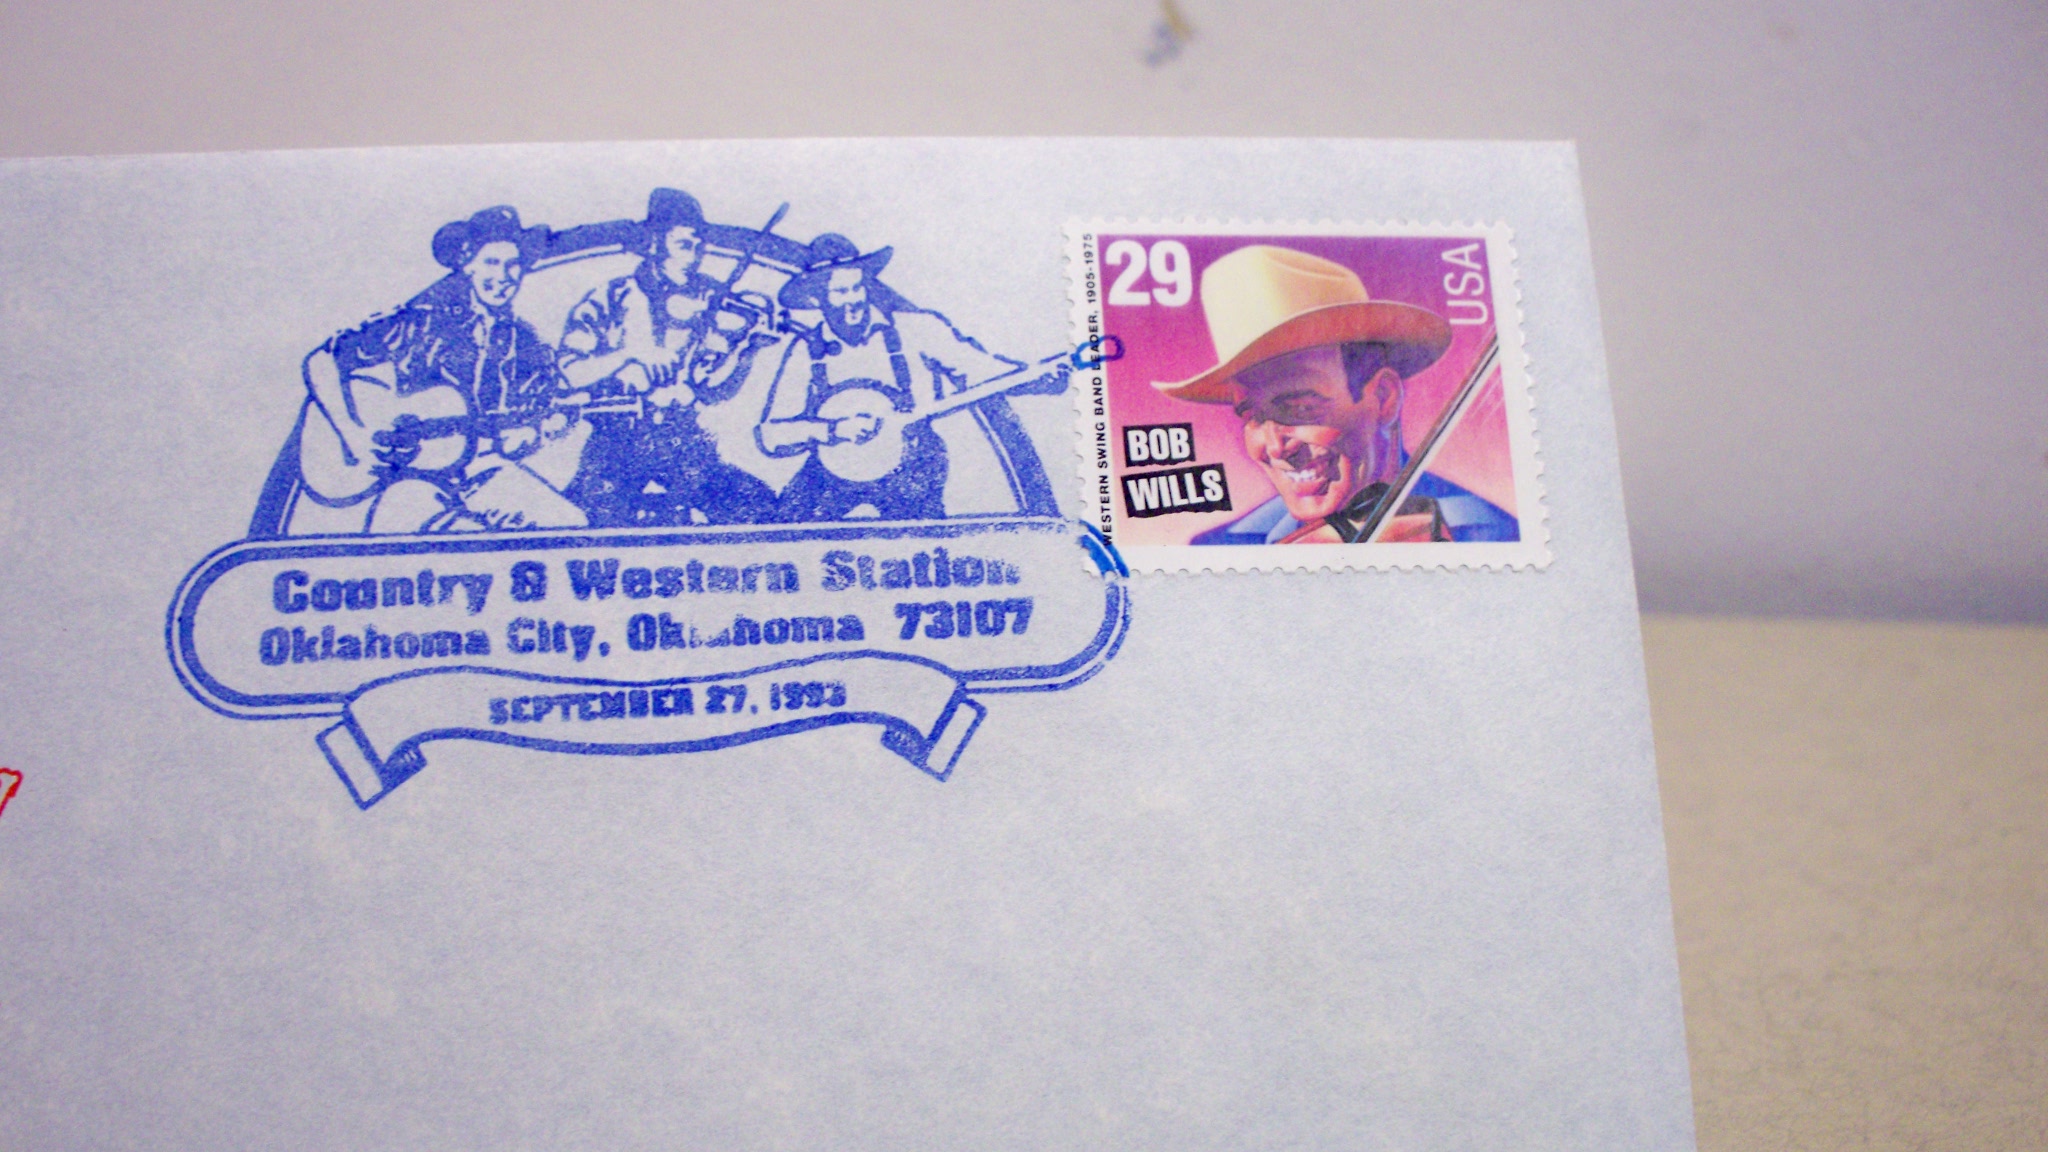 Country & Western Station
Oklahoma City, Oklahoma 73107
SEPTEMBER 27, 1993
WESTERN SWING BAND LEADER, 1905-1975
29
USA
BOB
WILLS